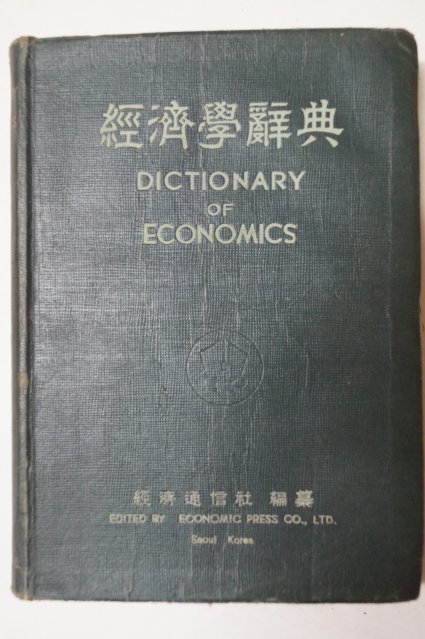 經濟學辭典
DICTIONARY
OF
ECONOMICS
經濟通信社 編纂
EDITED BY ECONOMIC PRESS CO., LTD.
Seoul Korea